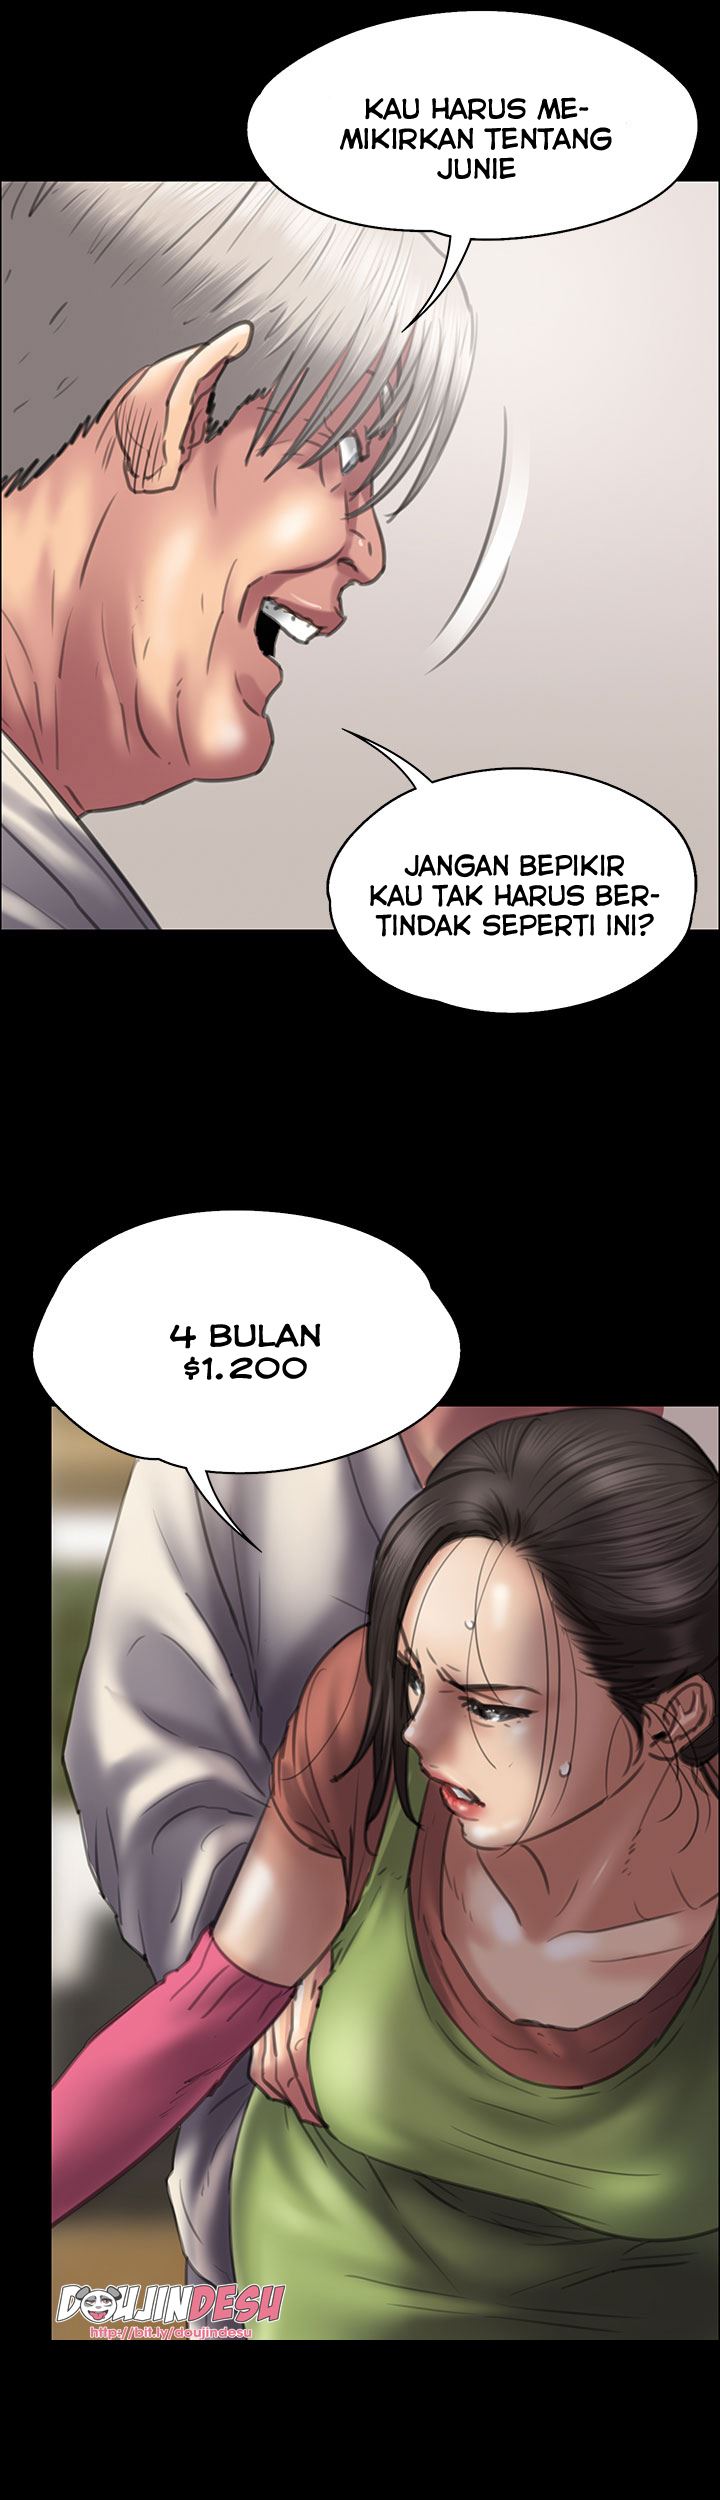 KAU HARUS ME-
MIKIRKAN TENTANG
JUNIE
JANGAN BEPIKIR
KAU TAK HARUS BER-
TINDAK SEPERTI INI?
4 BULAN
$1.200
DOUJINDESU
http://bit.ly/doujindesu